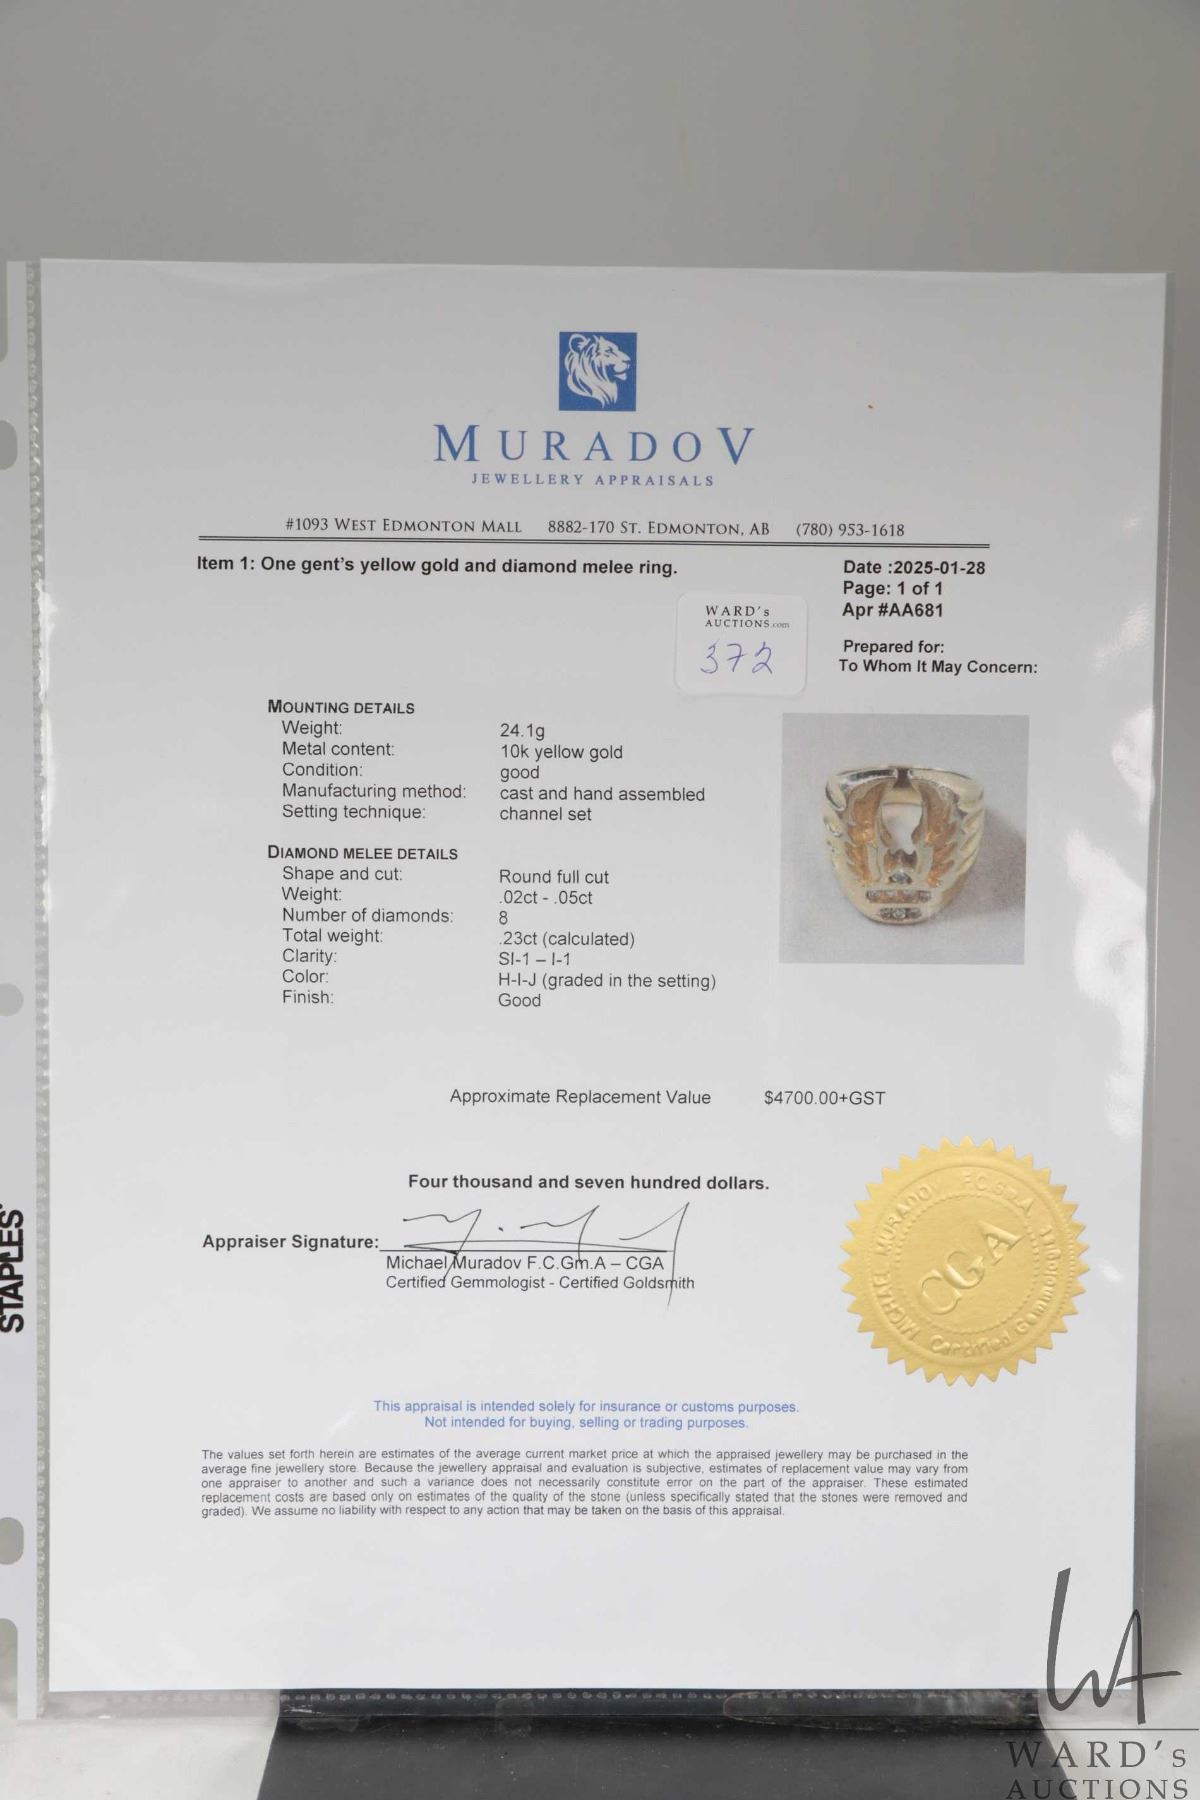 MURADOV
JEWELLERY APPRAISALS
#1093 WEST EDMONTON MALL 8882-170 ST. EDMONTON, AB (780) 953-1618
Item 1: One gent's yellow gold and diamond melee ring.
Date :2025-01-28
Page: 1 of 1
Apr #AA681
WARD's
AUCTIONS.com
372
Prepared for:
To Whom It May Concern:
MOUNTING DETAILS
Weight: 24.1g
Metal content: 10k yellow gold
Condition: good
Manufacturing method: cast and hand assembled
Setting technique: channel set
DIAMOND MELEE DETAILS
Shape and cut: Round full cut
Weight: .02ct - .05ct
Number of diamonds: 8
Total weight: .23ct (calculated)
Clarity: SI-1 – I-1
Color: H-I-J (graded in the setting)
Finish: Good
Approximate Replacement Value $4700.00+GST
Four thousand and seven hundred dollars.
Appraiser Signature:
Michael Muradov F.C.Gm.A – CGA
Certified Gemmologist - Certified Goldsmith
MICHAEL MURADOV F.C.G.A.
CGA
Certified Gemmologist
STAPLES
This appraisal is intended solely for insurance or customs purposes.
Not intended for buying, selling or trading purposes.
The values set forth herein are estimates of the average current market price at which the appraised jewellery may be purchased in the
average fine jewellery store. Because the jewellery appraisal and evaluation is subjective, estimates of replacement value may vary from
one appraiser to another and such a variance does not necessarily constitute error on the part of the appraiser. These estimated
replacement costs are based only on estimates of the quality of the stone (unless specifically stated that the stones were removed and
graded). We assume no liability with respect to any action that may be taken on the basis of this appraisal.
WA
WARD's
AUCTIONS